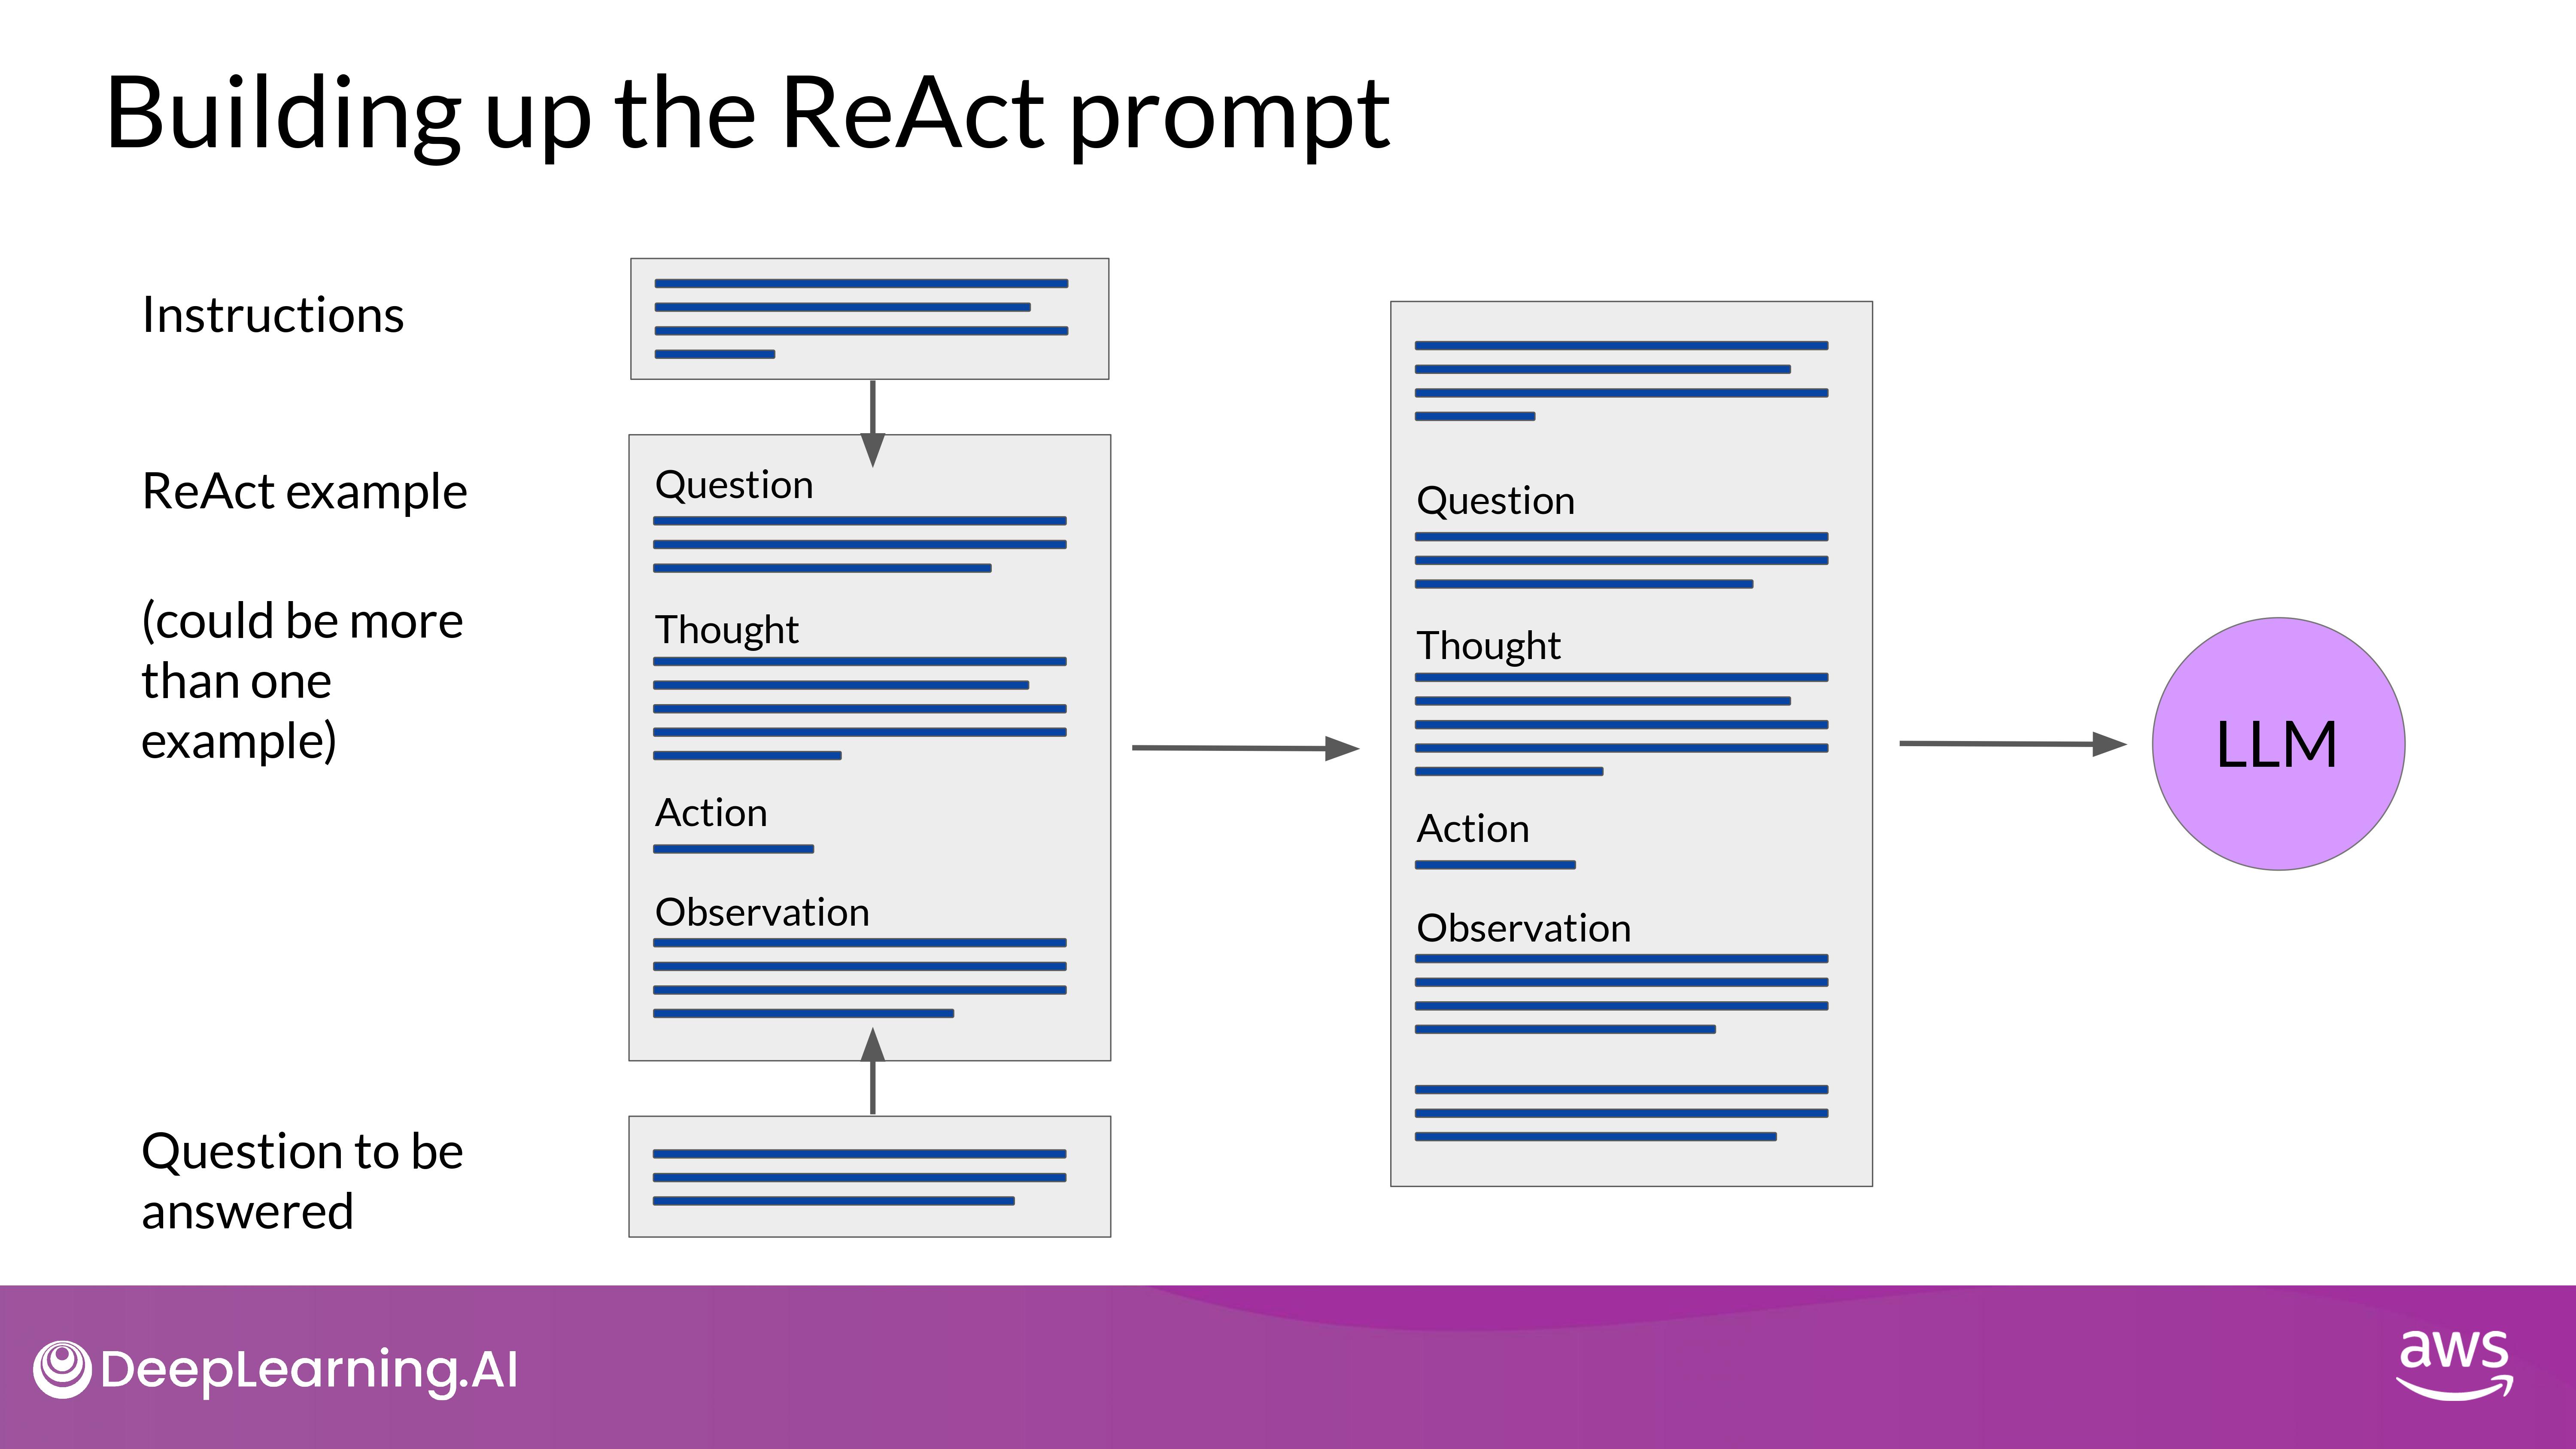 Building up the ReAct prompt
Instructions
ReAct example
(could be more
than one
example)
Question to be
answered
Question
Thought
Action
Observation
Question
Thought
Action
Observation
LLM
DeepLearning.AI
aws